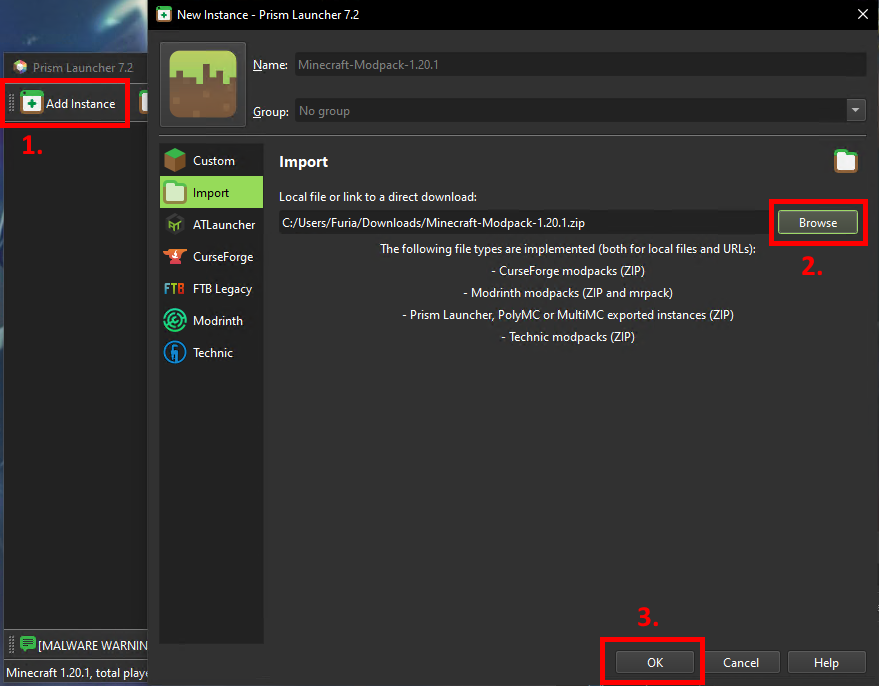 New Instance - Prism Launcher 7.2
Prism Launcher 7.2
Add Instance
1.
Name:
Minecraft-Modpack-1.20.1
Group:
No group
Custom
Import
ATLauncher
CurseForge
FTB
FTB Legacy
Modrinth
Technic
Import
Local file or link to a direct download:
C:/Users/Furia/Downloads/Minecraft-Modpack-1.20.1.zip
Browse
2.
The following file types are implemented (both for local files and URLs):
- CurseForge modpacks (ZIP)
- Modrinth modpacks (ZIP and mrpack)
- Prism Launcher, PolyMC or MultiMC exported instances (ZIP)
- Technic modpacks (ZIP)
3.
OK
Cancel
Help
[MALWARE WARNIN
Minecraft 1.20.1, total playe